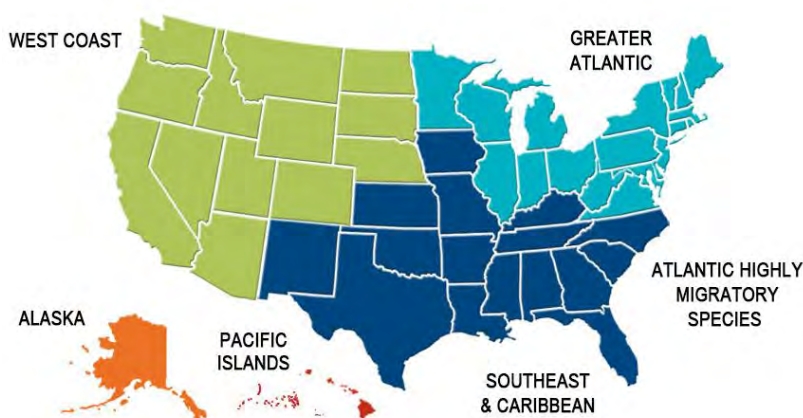 WEST COAST
GREATER
ATLANTIC
ATLANTIC HIGHLY
MIGRATORY
SPECIES
ALASKA
PACIFIC
ISLANDS
SOUTHEAST
& CARIBBEAN